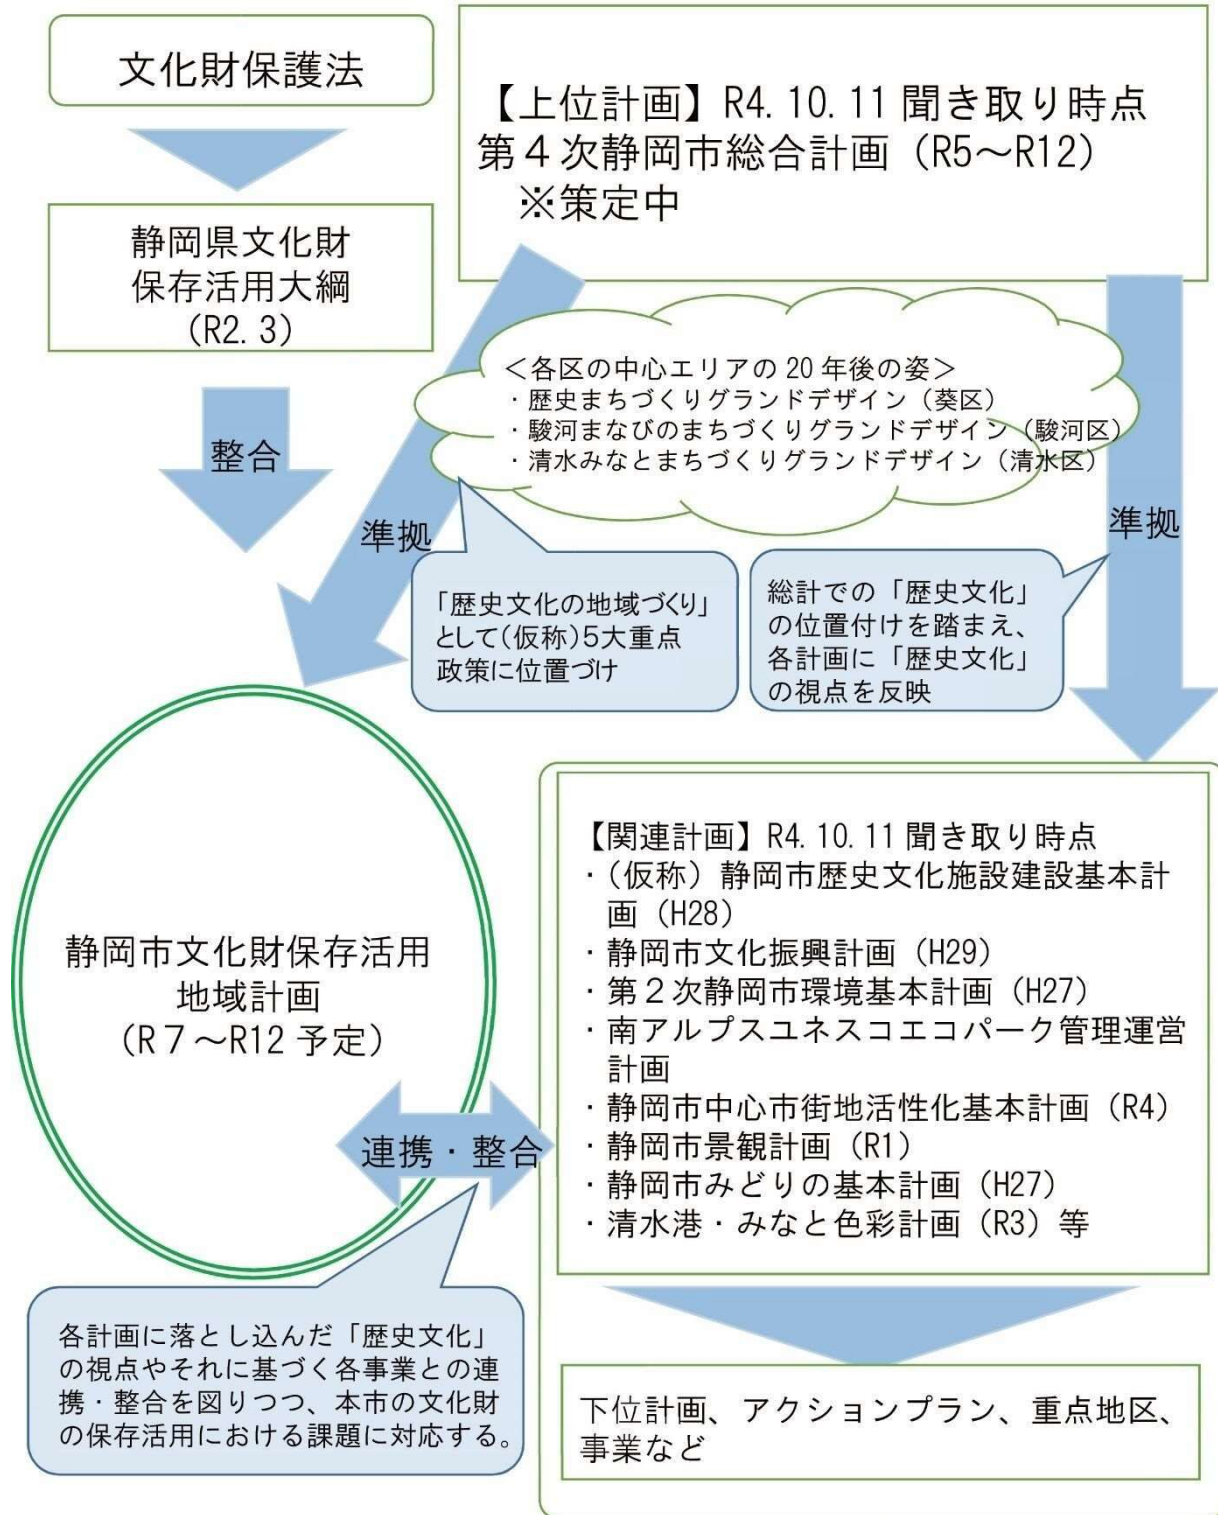 文化財保護法
【上位計画】R4.10.11 聞き取り時点
第４次静岡市総合計画（R5～R12）
※策定中
静岡県文化財
保存活用大綱
（R2.3）
＜各区の中心エリアの 20 年後の姿＞
・歴史まちづくりグランドデザイン（葵区）
・駿河まなびのまちづくりグランドデザイン（駿河区）
・清水みなとまちづくりグランドデザイン（清水区）
整合
準拠
準拠
「歴史文化の地域づくり」
として(仮称)5大重点
政策に位置づけ
総計での「歴史文化」
の位置付けを踏まえ、
各計画に「歴史文化」
の視点を反映
静岡市文化財保存活用
地域計画
（R７～R12 予定）
【関連計画】R4.10.11 聞き取り時点
・（仮称）静岡市歴史文化施設建設基本計
画（H28）
・静岡市文化振興計画（H29）
・第２次静岡市環境基本計画（H27）
・南アルプスユネスコエコパーク管理運営
計画
・静岡市中心市街地活性化基本計画（R4）
・静岡市景観計画（R1）
・静岡市みどりの基本計画（H27）
・清水港・みなと色彩計画（R3）等
連携・整合
各計画に落とし込んだ「歴史文化」
の視点やそれに基づく各事業との連
携・整合を図りつつ、本市の文化財
の保存活用における課題に対応する。
下位計画、アクションプラン、重点地区、
事業など